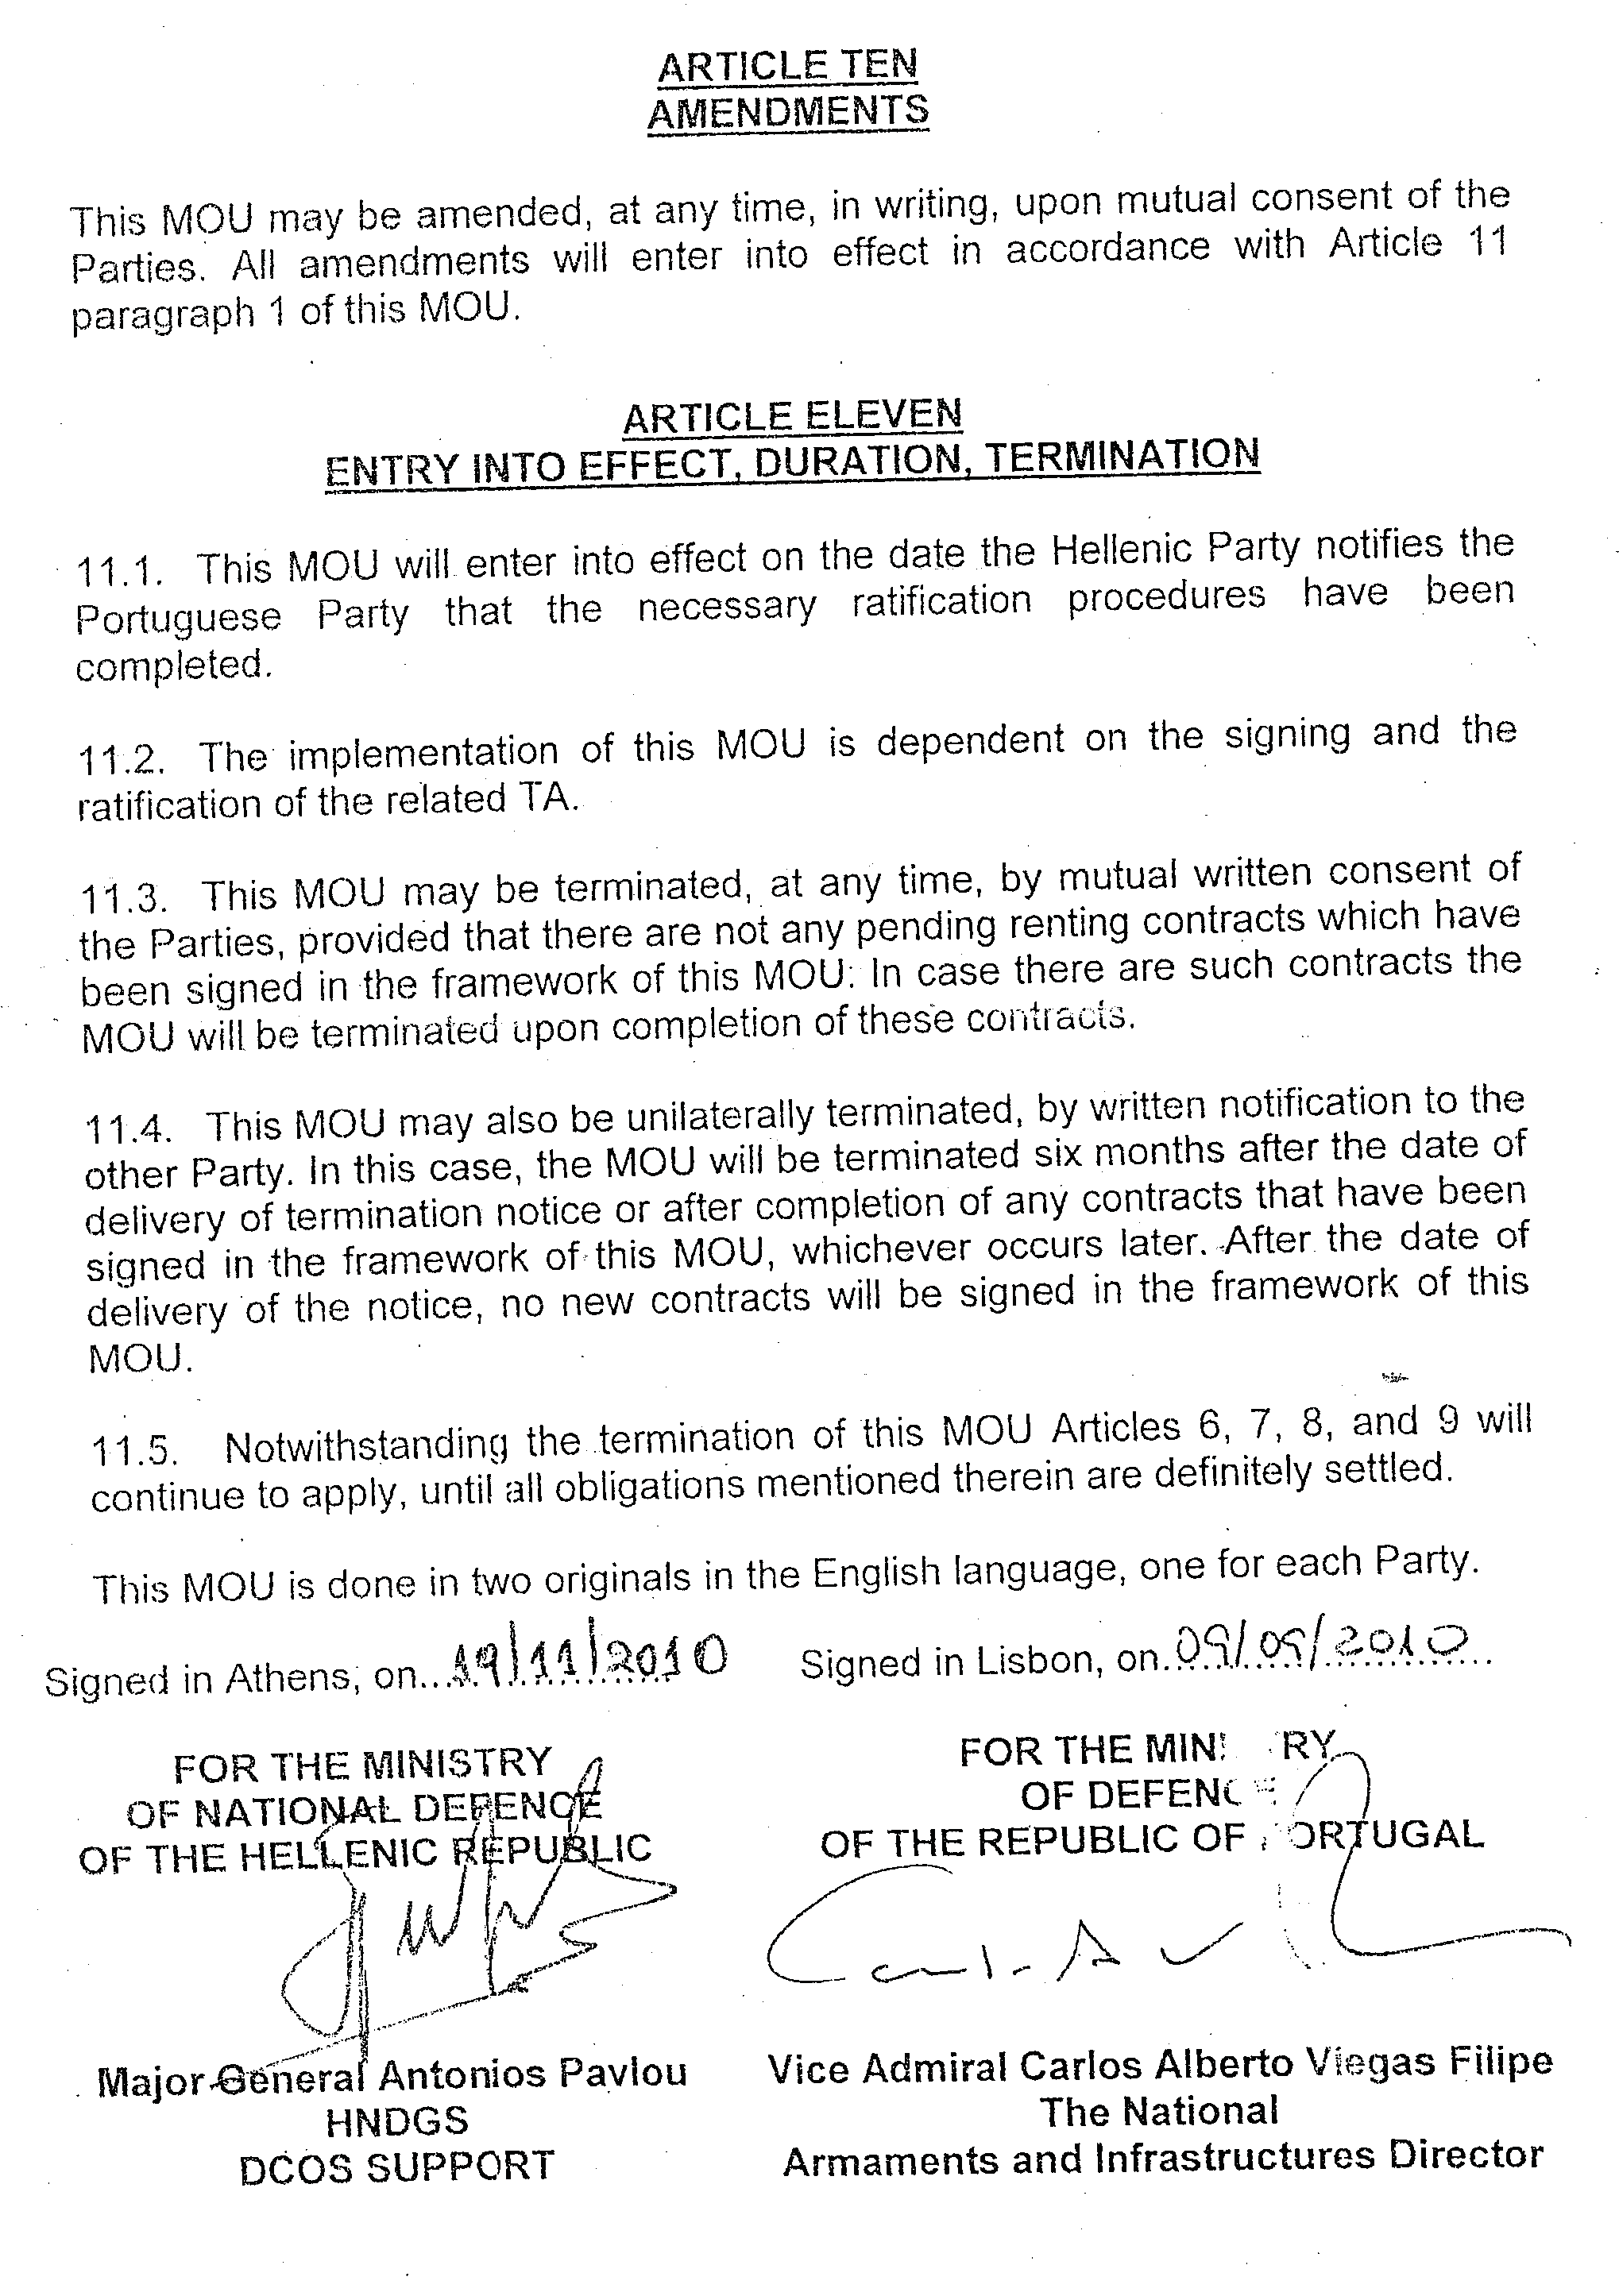 ARTICLE TEN
AMENDMENTS
This MOU may be amended, at any time, in writing, upon mutual consent of the
Parties. All amendments will enter into effect in accordance with Article 11
paragraph 1 of this MOU.
ARTICLE ELEVEN
ENTRY INTO EFFECT, DURATION, TERMINATION
11.1. This MOU will enter into effect on the date the Hellenic Party notifies the
Portuguese Party that the necessary ratification procedures have been
completed.
11.2. The implementation of this MOU is dependent on the signing and the
ratification of the related TA.
11.3. This MOU may be terminated, at any time, by mutual written consent of
the Parties, provided that there are not any pending renting contracts which have
been signed in the framework of this MOU: In case there are such contracts the
MOU will be terminated upon completion of these contracts.
11.4. This MOU may also be unilaterally terminated, by written notification to the
other Party. In this case, the MOU will be terminated six months after the date of
delivery of termination notice or after completion of any contracts that have been
signed in the framework of this MOU, whichever occurs later. After the date of
delivery of the notice, no new contracts will be signed in the framework of this
MOU.
11.5. Notwithstanding the termination of this MOU Articles 6, 7, 8, and 9 will
continue to apply, until all obligations mentioned therein are definitely settled.
This MOU is done in two originals in the English language, one for each Party.
Signed in Athens, on...19/11/2010 Signed in Lisbon, on.09/09/2010..
FOR THE MINISTRY
OF NATIONAL DEFENCE
OF THE HELLENIC REPUBLIC
Major General Antonios Pavlou
HNDGS
DCOS SUPPORT
FOR THE MINISTRY
OF DEFENCE
OF THE REPUBLIC OF PORTUGAL
Vice Admiral Carlos Alberto Viegas Filipe
The National
Armaments and Infrastructures Director